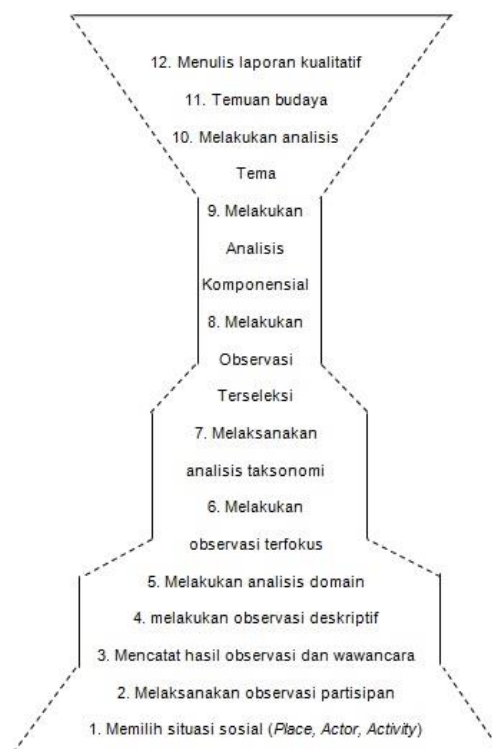 12. Menulis laporan kualitatif
11. Temuan budaya
10. Melakukan analisis
Tema
9. Melakukan
Analisis
Komponensial
8. Melakukan
Observasi
Terseleksi
7. Melaksanakan
analisis taksonomi
6. Melakukan
observasi terfokus
5. Melakukan analisis domain
4. melakukan observasi deskriptif
3. Mencatat hasil observasi dan wawancara
2. Melaksanakan observasi partisipan
1. Memilih situasi sosial (Place, Actor, Activity)